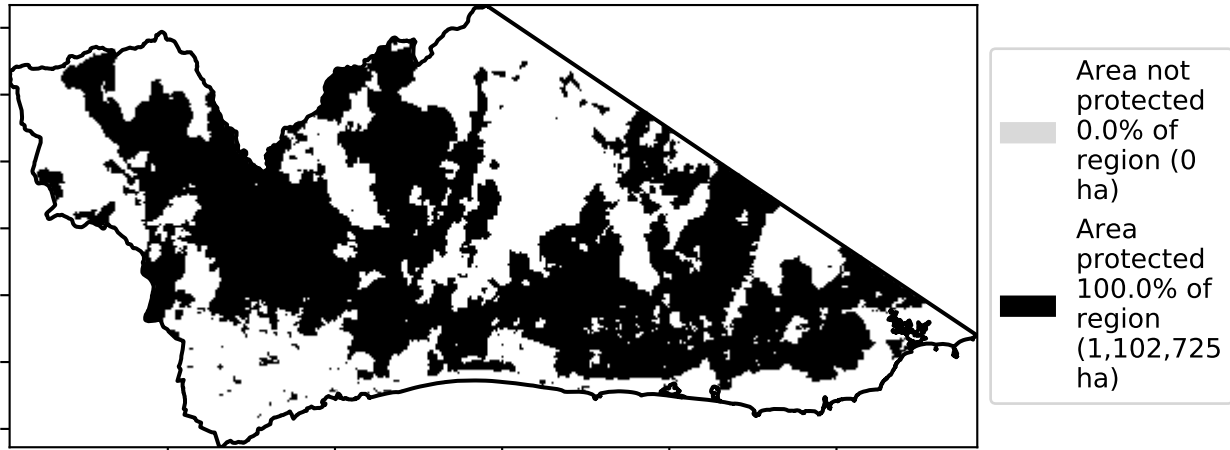 Area not
protected
0.0% of
region (0
ha)
Area
protected
100.0% of
region
(1,102,725
ha)